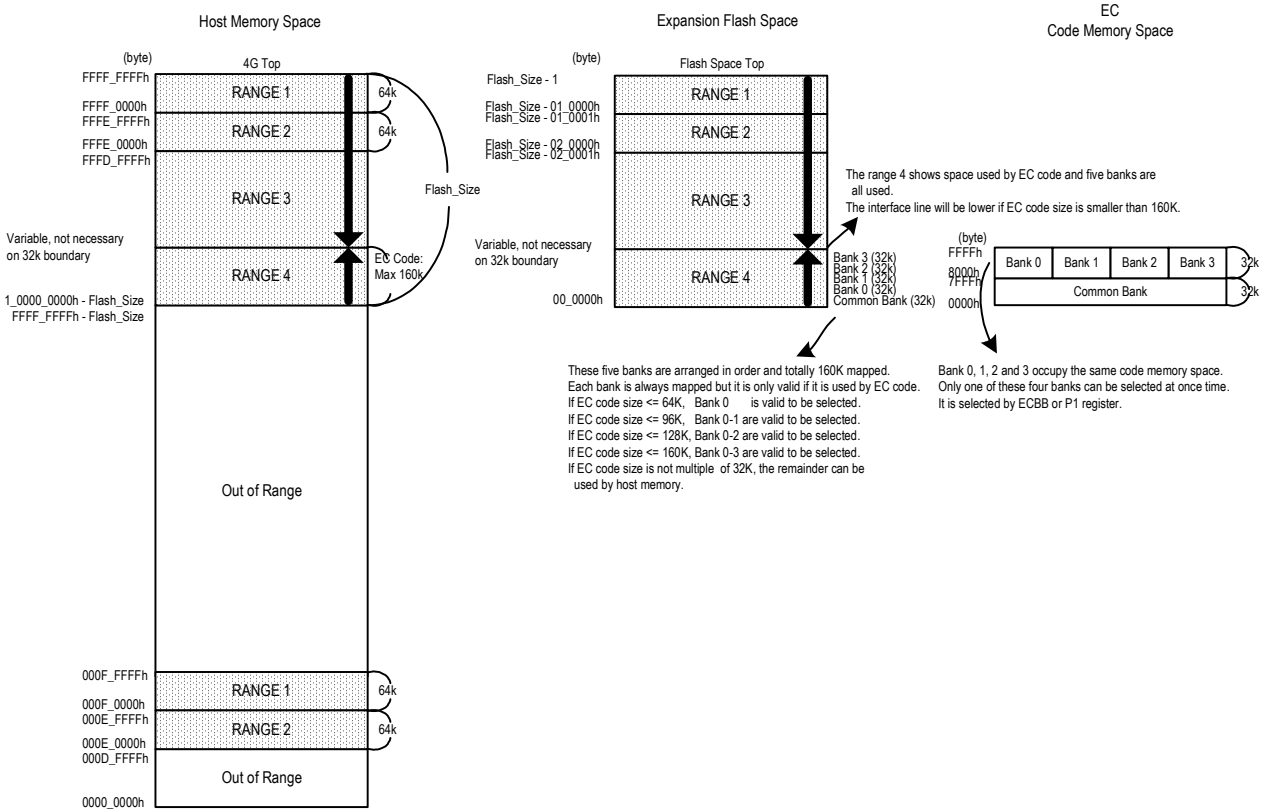 Host Memory Space
(byte)
4G Top
FFFF_FFFFh
RANGE 1
64k
FFFF_0000h
FFFE_FFFFh
RANGE 2
64k
FFFE_0000h
FFFD_FFFFh
RANGE 3
Flash_Size
Variable, not necessary
on 32k boundary
EC Code:
Max 160k
RANGE 4
1_0000_0000h - Flash_Size
FFFF_FFFFh - Flash_Size
Out of Range
000F_FFFFh
RANGE 1
64k
000F_0000h
000E_FFFFh
RANGE 2
64k
000E_0000h
000D_FFFFh
Out of Range
0000_0000h
Expansion Flash Space
(byte)
Flash Space Top
Flash_Size - 1
RANGE 1
Flash_Size - 01_0000h
Flash_Size - 01_0001h
RANGE 2
Flash_Size - 02_0000h
Flash_Size - 02_0001h
RANGE 3
Variable, not necessary
on 32k boundary
RANGE 4
00_0000h
Bank 3 (32k)
Bank 2 (32k)
Bank 1 (32k)
Bank 0 (32k)
Common Bank (32k)
The range 4 shows space used by EC code and five banks are
all used.
The interface line will be lower if EC code size is smaller than 160K.
These five banks are arranged in order and totally 160K mapped.
Each bank is always mapped but it is only valid if it is used by EC code.
If EC code size <= 64K, Bank 0 is valid to be selected.
If EC code size <= 96K, Bank 0-1 are valid to be selected.
If EC code size <= 128K, Bank 0-2 are valid to be selected.
If EC code size <= 160K, Bank 0-3 are valid to be selected.
If EC code size is not multiple of 32K, the remainder can be
used by host memory.
EC
Code Memory Space
(byte)
FFFFh
Bank 0 Bank 1 Bank 2 Bank 3
32k
8000h
7FFFh
Common Bank
32k
0000h
Bank 0, 1, 2 and 3 occupy the same code memory space.
Only one of these four banks can be selected at once time.
It is selected by ECBB or P1 register.